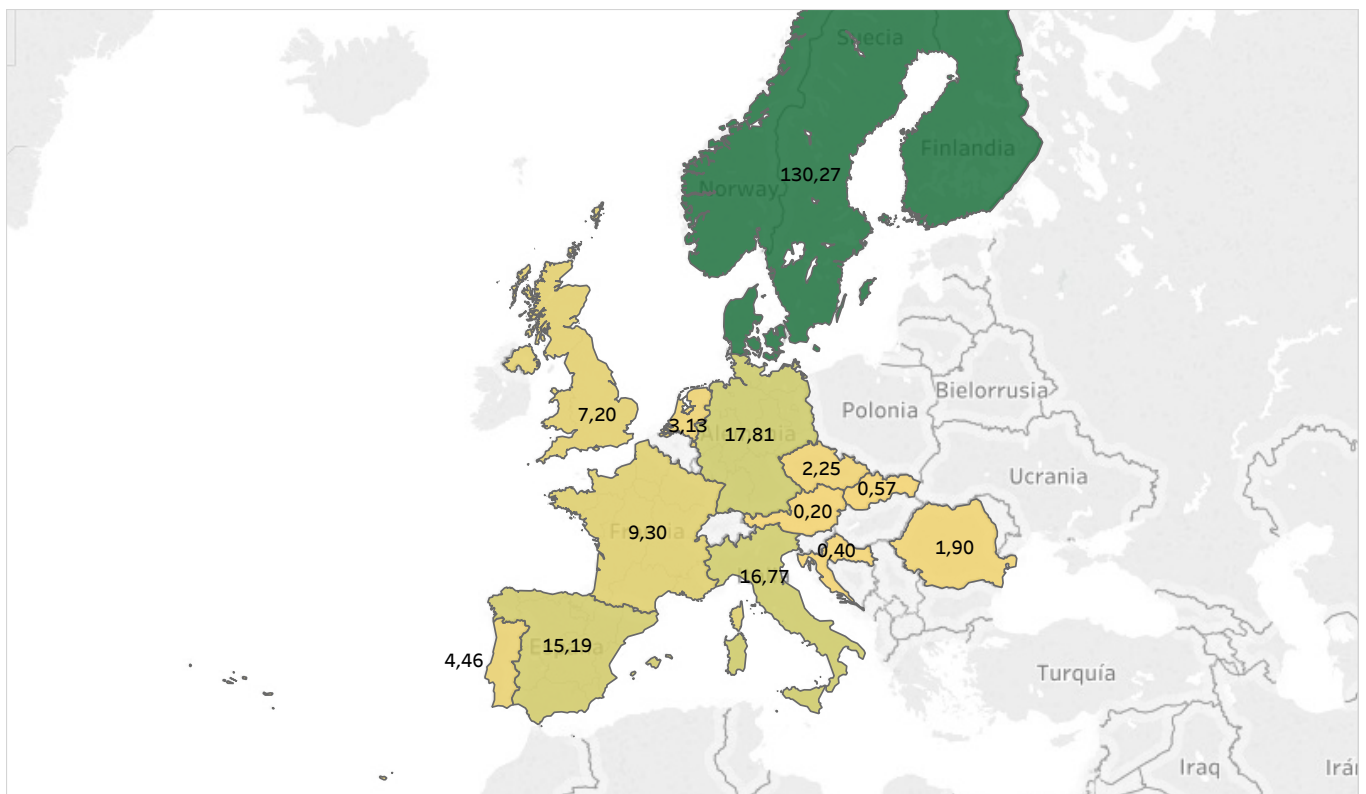 Suecia
Finlandia
130,27
Norway
Bielorrusia
Polonia
7,20
3,13
17,81
2,25
Ucrania
0,57
0,20
9,30
0,40
1,90
16,77
15,19
4,46
Turquía
Iraq
Irá